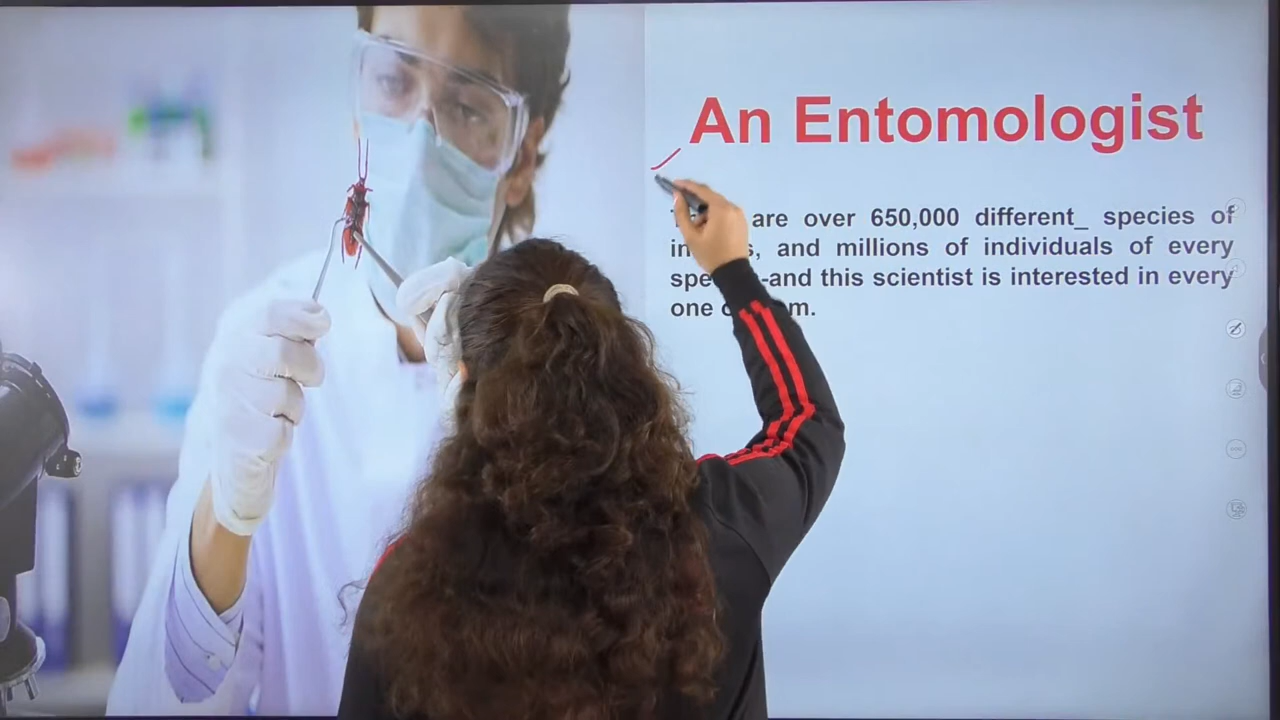 An Entomologist
are over 650,000 different_ species of
and millions of individuals of every
-and this scientist is interested in every
one